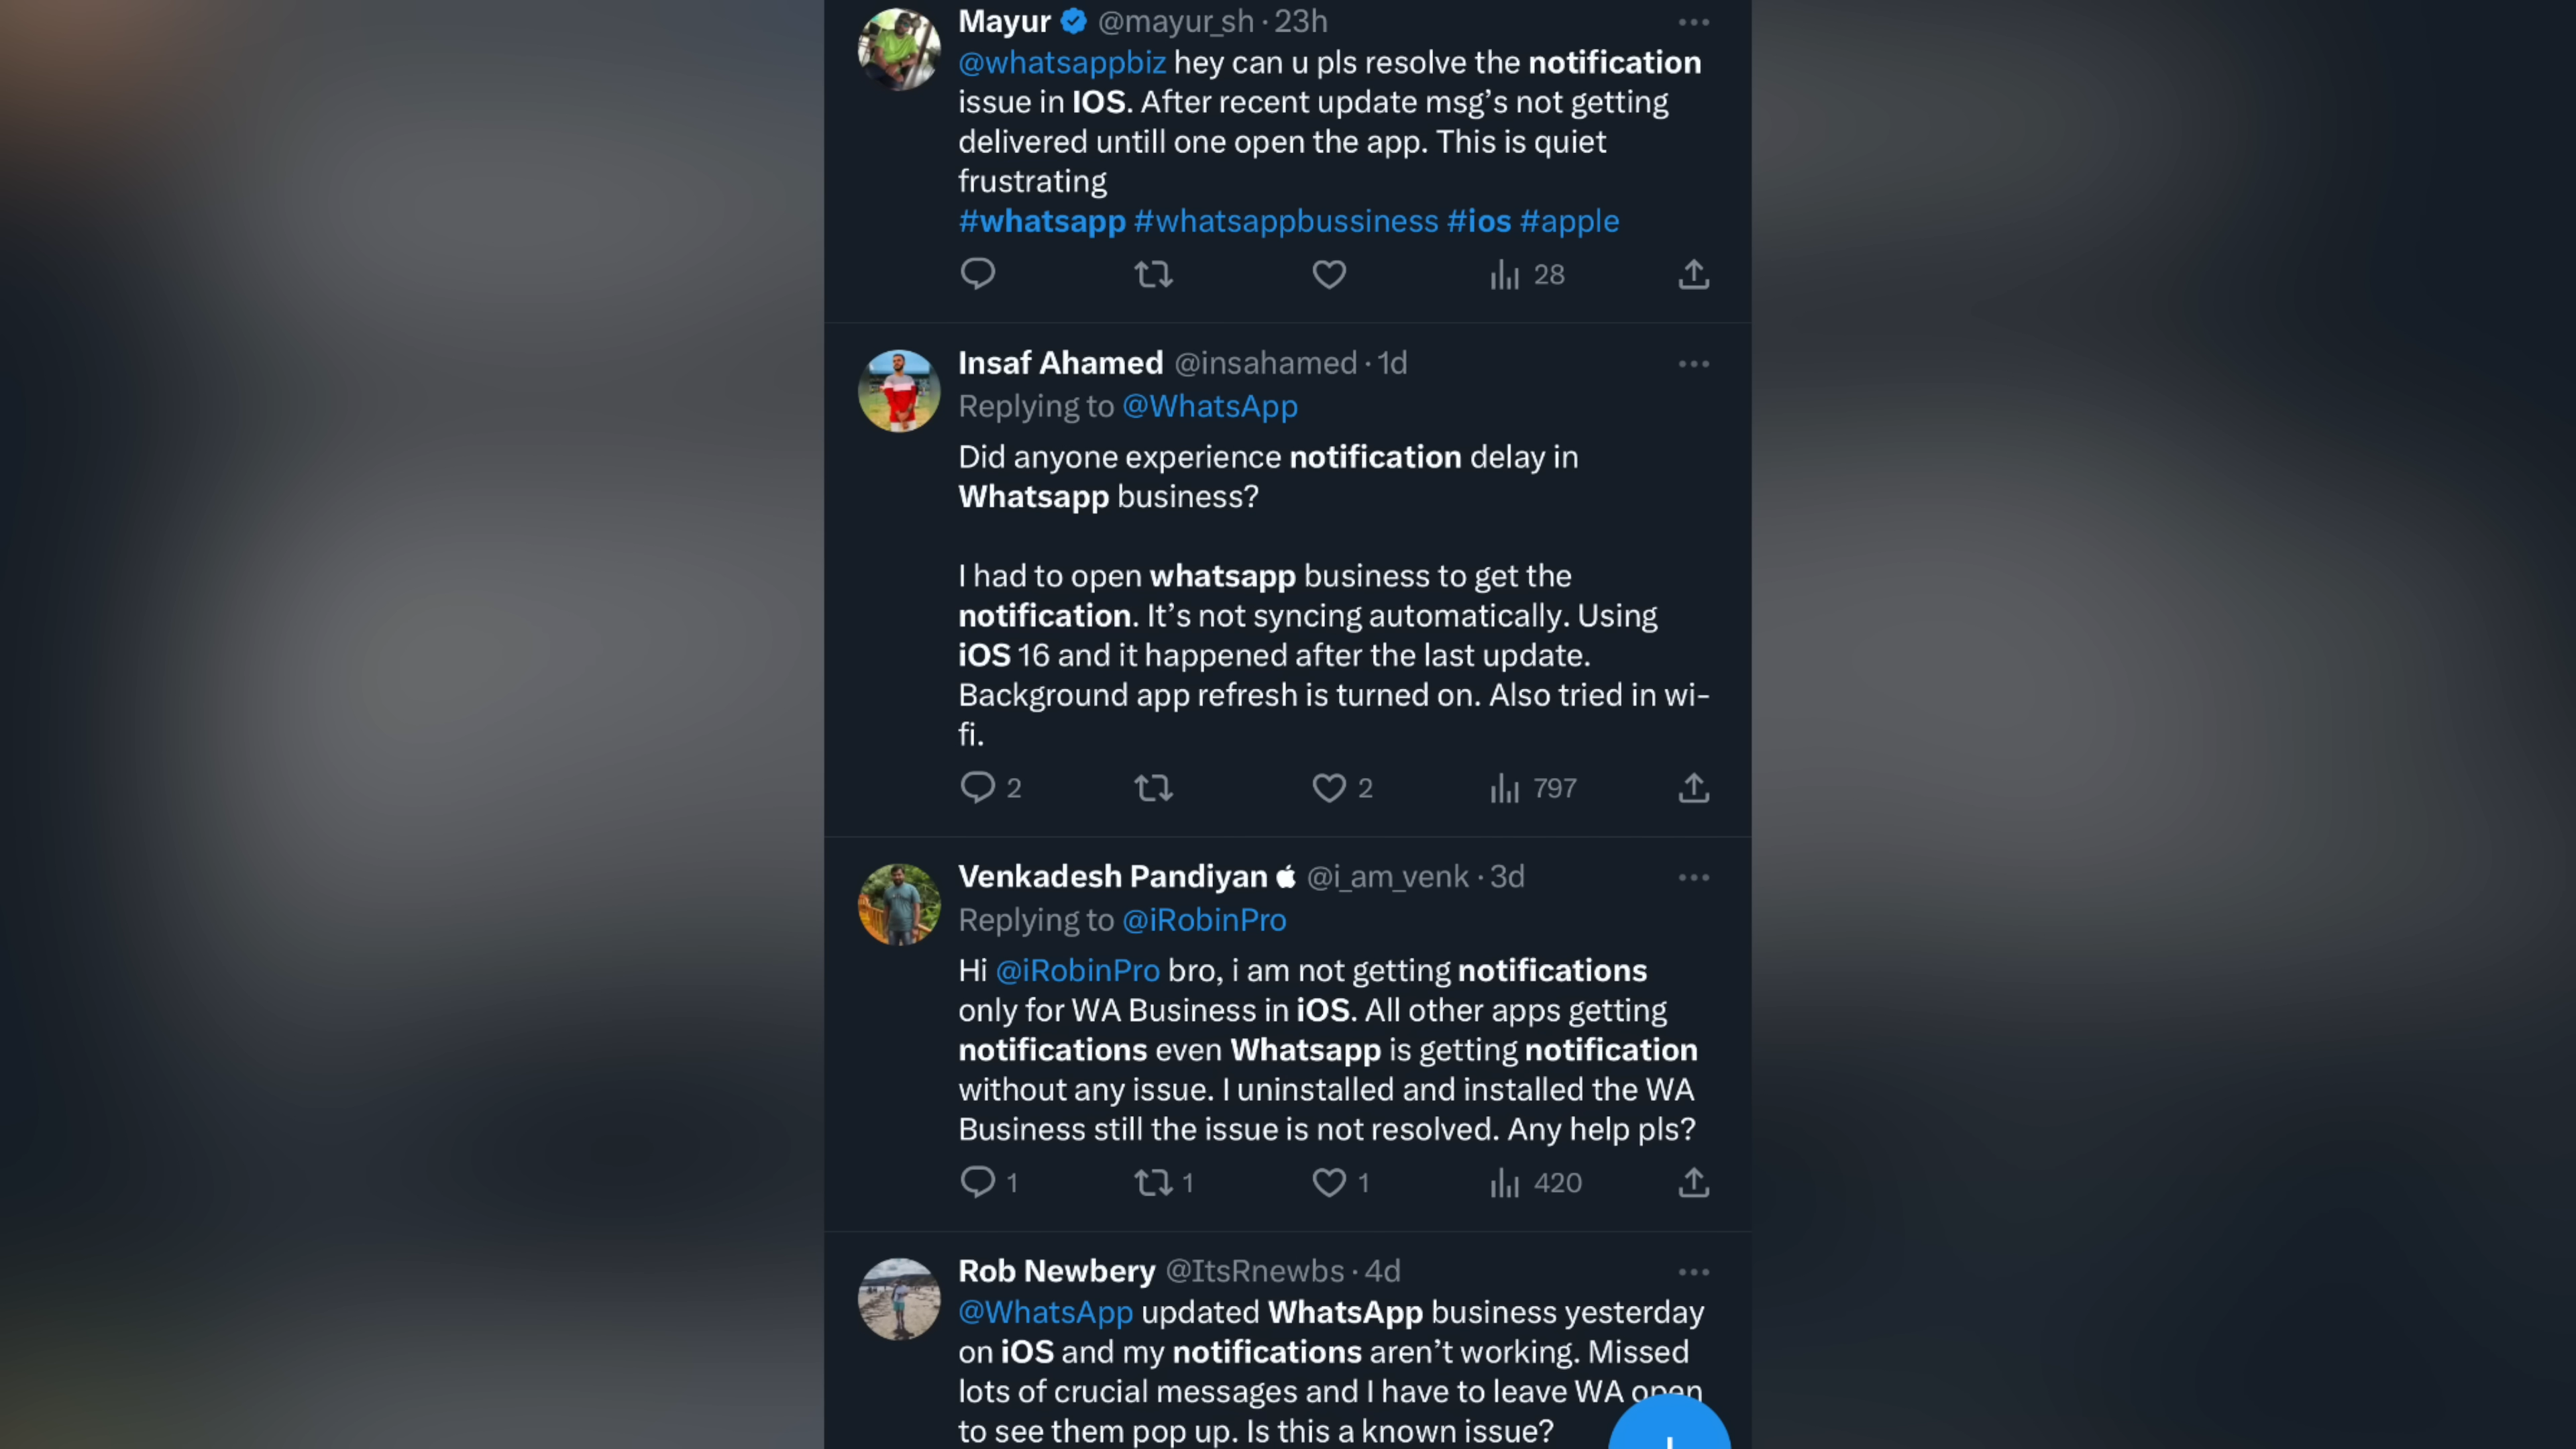 Mayur @mayur_sh · 23h
@whatsappbiz hey can u pls resolve the notification
issue in IOS. After recent update msg's not getting
delivered untill one open the app. This is quiet
frustrating
#whatsapp #whatsappbussiness #ios #apple
28
Insaf Ahamed @insahamed · 1d
Replying to @WhatsApp
Did anyone experience notification delay in
Whatsapp business?
I had to open whatsapp business to get the
notification. It's not syncing automatically. Using
iOS 16 and it happened after the last update.
Background app refresh is turned on. Also tried in wi-
fi.
2 2 797
Venkadesh Pandiyan @i_am_venk · 3d
Replying to @iRobinPro
Hi @iRobinPro bro, i am not getting notifications
only for WA Business in iOS. All other apps getting
notifications even Whatsapp is getting notification
without any issue. I uninstalled and installed the WA
Business still the issue is not resolved. Any help pls?
1 1 1 420
Rob Newbery @ItsRnewbs · 4d
@WhatsApp updated WhatsApp business yesterday
on iOS and my notifications aren't working. Missed
lots of crucial messages and I have to leave WA open
to see them pop up. Is this a known issue?